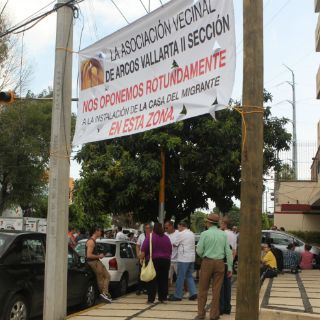 LA ASOCIACIÓN VECINAL
DE ARCOS VALLARTA II SECCIÓN
NOS OPONEMOS ROTUNDAMENTE
A LA INSTALACIÓN DE LA CASA DEL MIGRANTE
EN ESTA ZONA.